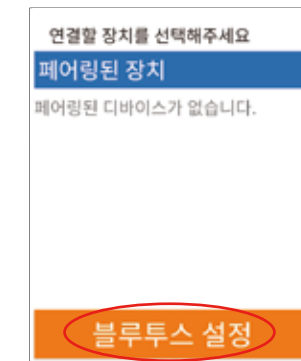 연결할 장치를 선택해주세요
페어링된 장치
페어링된 디바이스가 없습니다.
블루투스 설정